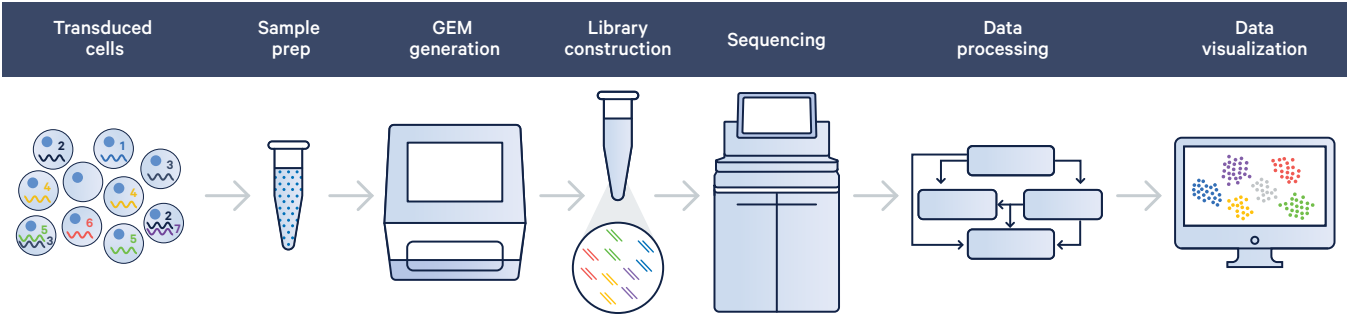 Transduced
cells
Sample
prep
GEM
generation
Library
construction
Sequencing
Data
processing
Data
visualization
2
1
3
4
4
5
3
6
5
2
7